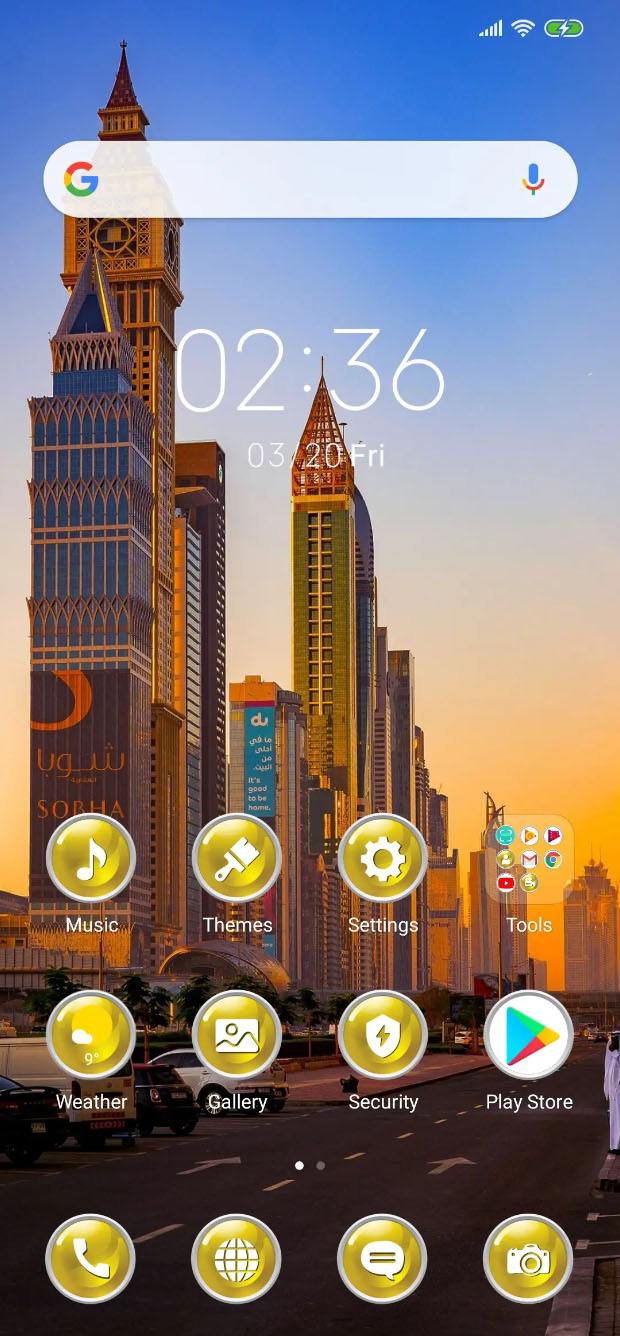 02:36
03/20 Fri
du
ما في
أحلى
من
البيت.
It's
good
to be
home.
شوبا
العقارية
SOBHA
Music
Themes
Settings
Tools
9°
Weather
Gallery
Security
Play Store